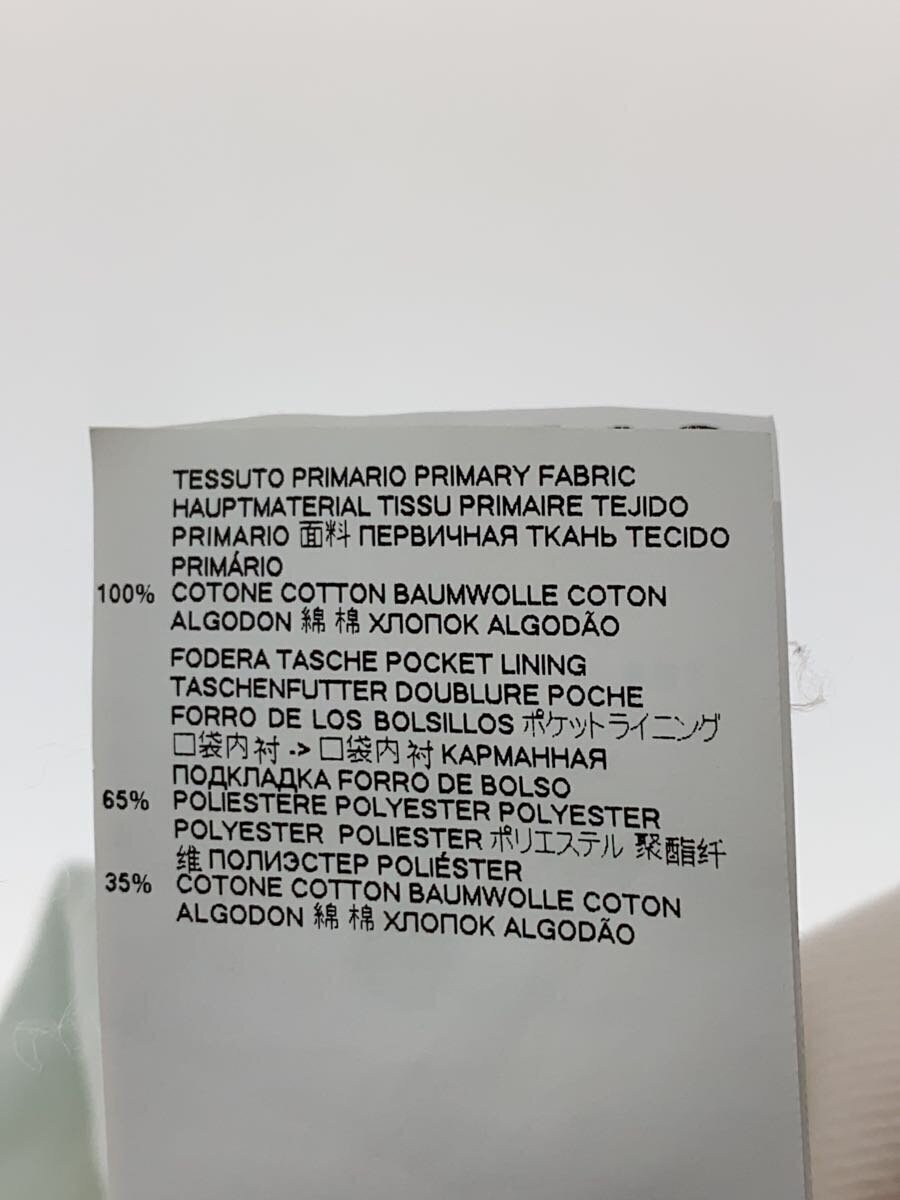 TESSUTO PRIMARIO PRIMARY FABRIC
HAUPTMATERIAL TISSU PRIMAIRE TEJIDO
PRIMARIO 面料 ПЕРВИЧНАЯ ТКАНЬ TECIDO
PRIMÁRIO
100% COTONE COTTON BAUMWOLLE COTON
ALGODON 綿 棉 ХЛОПОК ALGODÃO
FODERA TASCHE POCKET LINING
TASCHENFUTTER DOUBLURE POCHE
FORRO DE LOS BOLSILLOS ポケットライニング
口袋内衬 -> 口袋内衬 КАРМАННАЯ
ПОДКЛАДКА FORRO DE BOLSO
65% POLIESTERE POLYESTER POLYESTER
POLYESTER POLIESTER ポリエステル 聚酯纤
维 ПОЛИЭСТЕР POLIÉSTER
35% COTONE COTTON BAUMWOLLE COTON
ALGODON 綿 棉 ХЛОПОК ALGODÃO